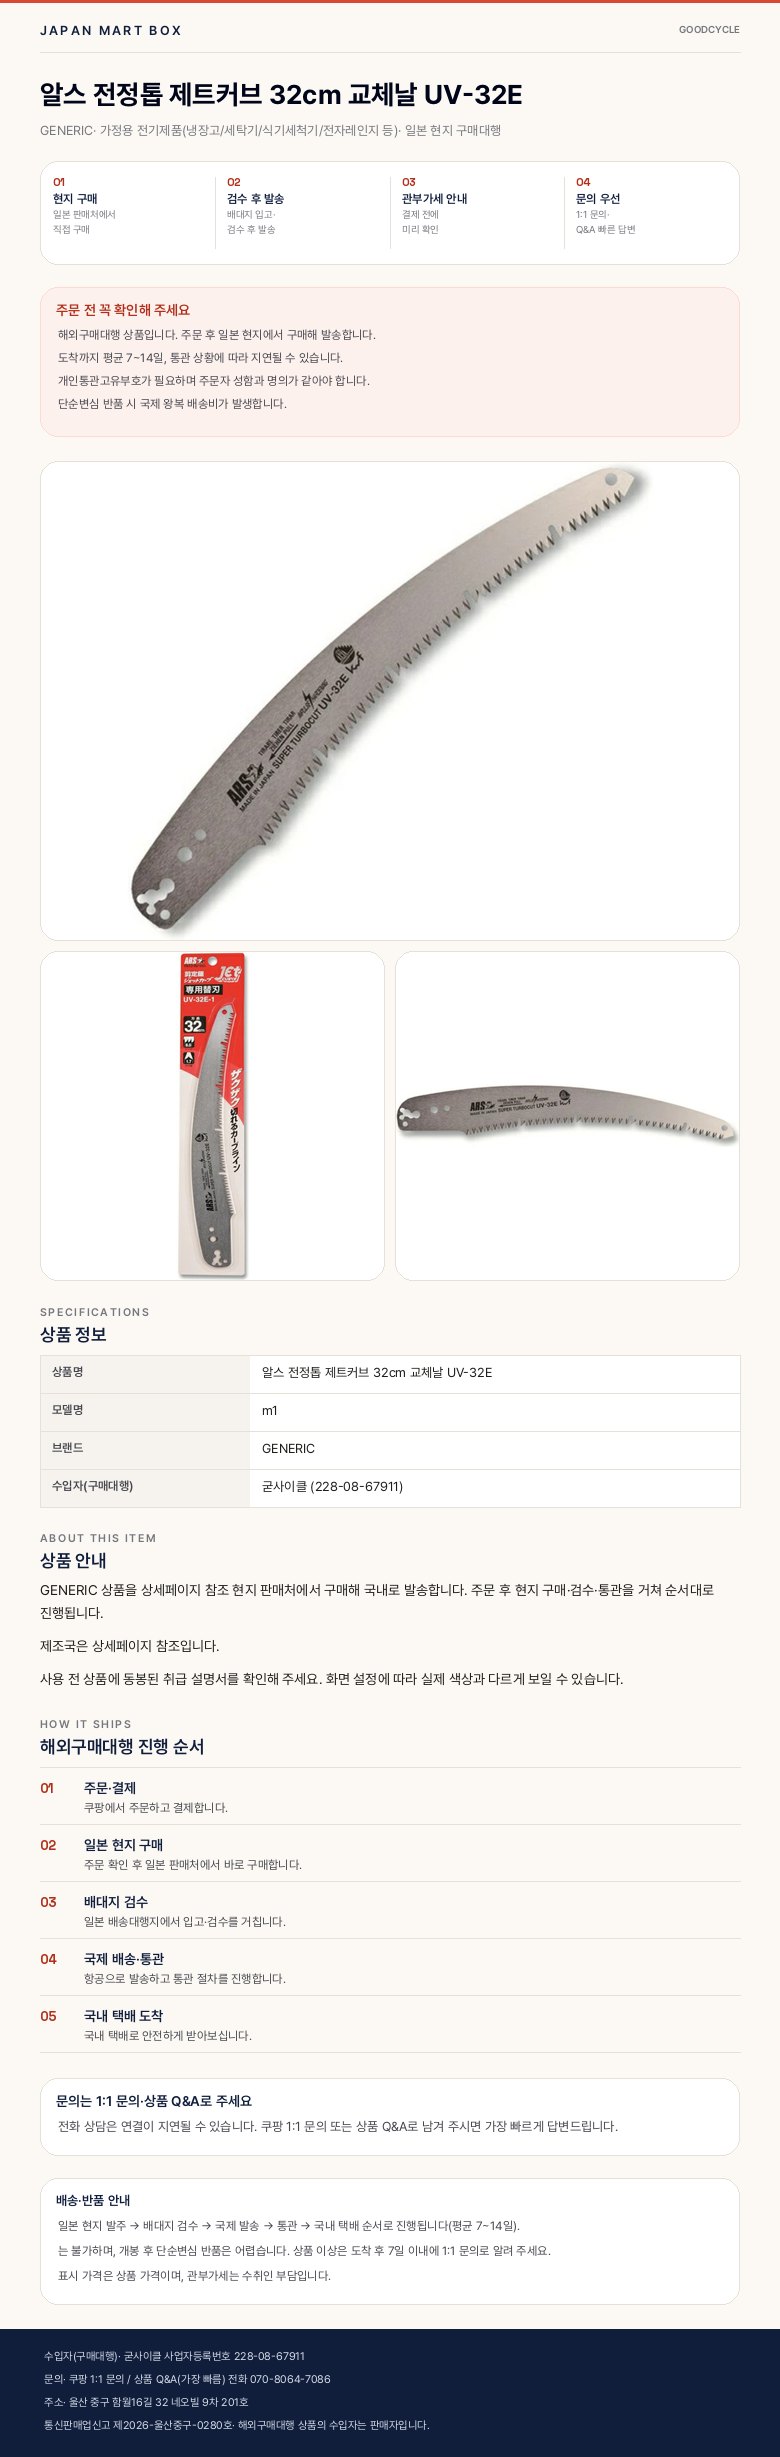 JAPAN MART BOX
GOODCYCLE
알스 전정톱 제트커브 32cm 교체날 UV-32E
GENERIC· 가정용 전기제품(냉장고/세탁기/식기세척기/전자레인지 등)· 일본 현지 구매대행
01
현지 구매
일본 판매처에서
직접 구매
02
검수 후 발송
배대지 입고·
검수 후 발송
03
관부가세 안내
결제 전에
미리 확인
04
문의 우선
1:1 문의·
Q&A 빠른 답변
주문 전 꼭 확인해 주세요
해외구매대행 상품입니다. 주문 후 일본 현지에서 구매해 발송합니다.
도착까지 평균 7~14일, 통관 상황에 따라 지연될 수 있습니다.
개인통관고유부호가 필요하며 주문자 성함과 명의가 같아야 합니다.
단순변심 반품 시 국제 왕복 배송비가 발생합니다.
ARS
MADE IN JAPAN SUPER TURBOCUT UV-32E
ARS
JET
剪定鋸
ジェットカーブ
専用替刃
UV-32E-1
32
ザクザク切れるカーブライン
ARS
MADE IN JAPAN SUPER TURBOCUT UV-32E
SPECIFICATIONS
상품 정보
상품명 알스 전정톱 제트커브 32cm 교체날 UV-32E
모델명 m1
브랜드 GENERIC
수입자(구매대행) 굳사이클 (228-08-67911)
ABOUT THIS ITEM
상품 안내
GENERIC 상품을 상세페이지 참조 현지 판매처에서 구매해 국내로 발송합니다. 주문 후 현지 구매·검수·통관을 거쳐 순서대로
진행됩니다.
제조국은 상세페이지 참조입니다.
사용 전 상품에 동봉된 취급 설명서를 확인해 주세요. 화면 설정에 따라 실제 색상과 다르게 보일 수 있습니다.
HOW IT SHIPS
해외구매대행 진행 순서
01 주문·결제
쿠팡에서 주문하고 결제합니다.
02 일본 현지 구매
주문 확인 후 일본 판매처에서 바로 구매합니다.
03 배대지 검수
일본 배송대행지에서 입고·검수를 거칩니다.
04 국제 배송·통관
항공으로 발송하고 통관 절차를 진행합니다.
05 국내 택배 도착
국내 택배로 안전하게 받아보십니다.
문의는 1:1 문의·상품 Q&A로 주세요
전화 상담은 연결이 지연될 수 있습니다. 쿠팡 1:1 문의 또는 상품 Q&A로 남겨 주시면 가장 빠르게 답변드립니다.
배송·반품 안내
일본 현지 발주 → 배대지 검수 → 국제 발송 → 통관 → 국내 택배 순서로 진행됩니다(평균 7~14일).
는 불가하며, 개봉 후 단순변심 반품은 어렵습니다. 상품 이상은 도착 후 7일 이내에 1:1 문의로 알려 주세요.
표시 가격은 상품 가격이며, 관부가세는 수취인 부담입니다.
수입자(구매대행)· 굳사이클 사업자등록번호 228-08-67911
문의· 쿠팡 1:1 문의 / 상품 Q&A(가장 빠름) 전화 070-8064-7086
주소· 울산 중구 함월16길 32 네오빌 9차 201호
통신판매업신고 제2026-울산중구-0280호· 해외구매대행 상품의 수입자는 판매자입니다.